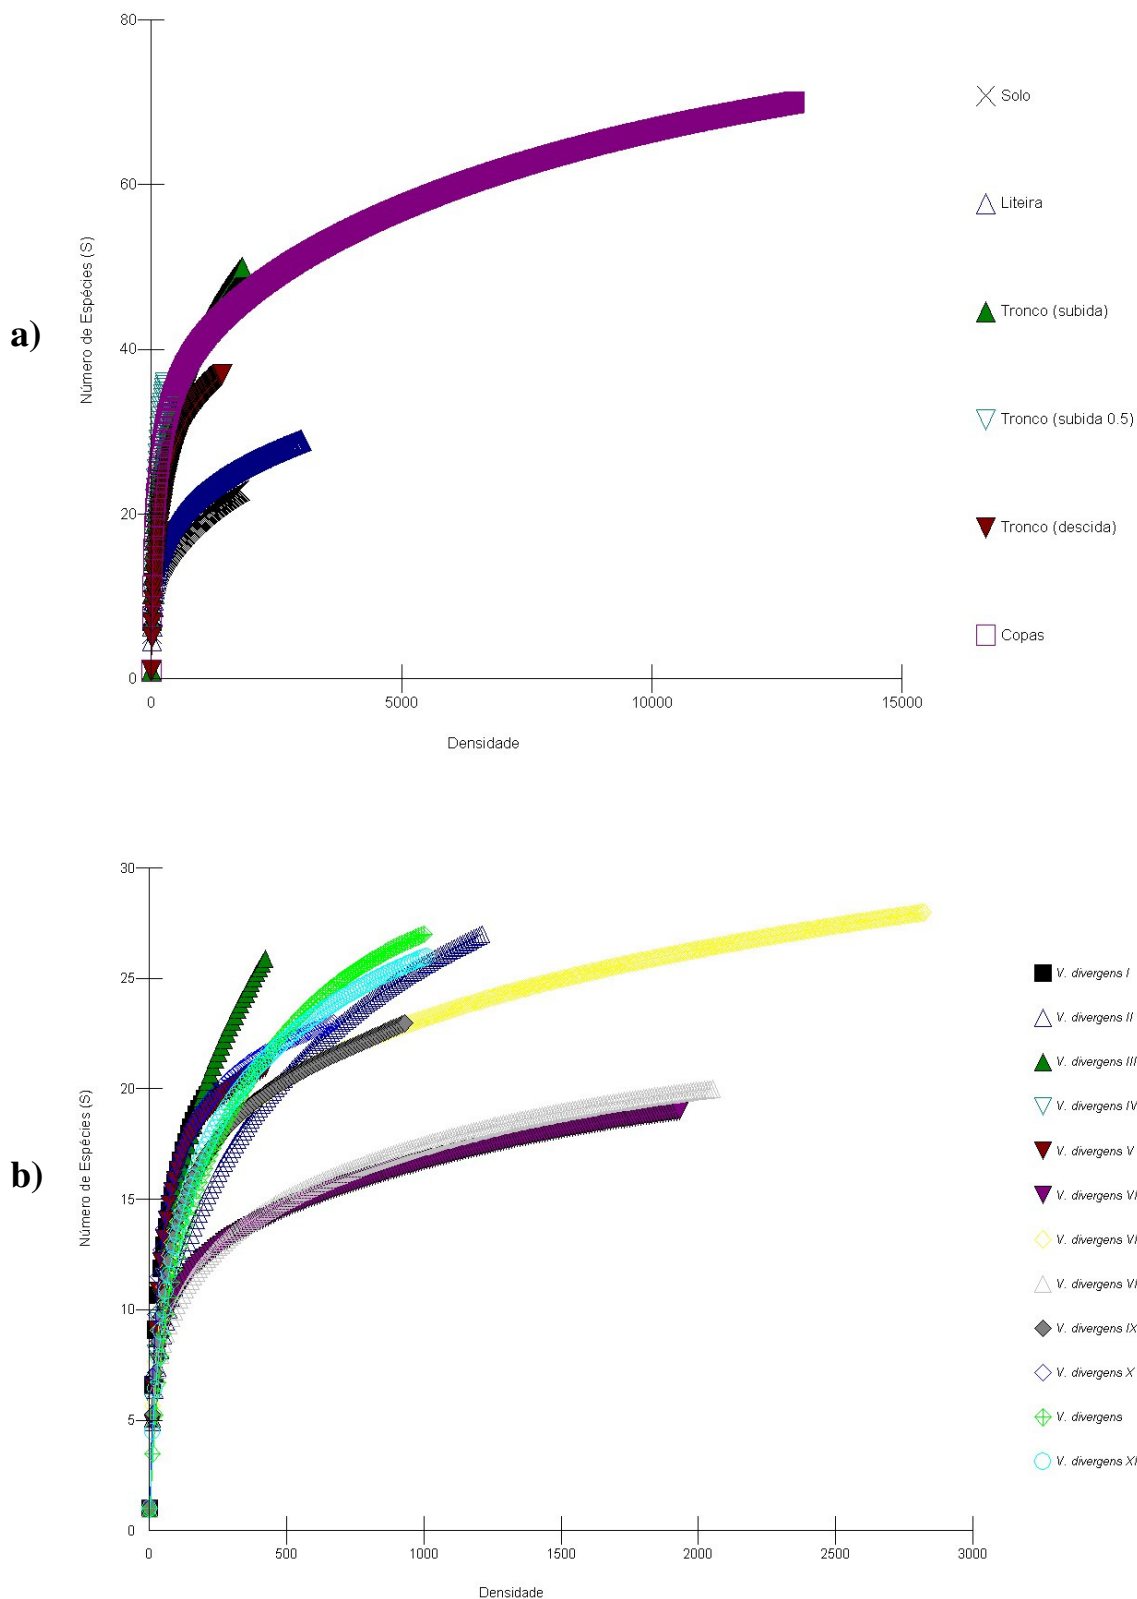 a)
80
60
40
20
0
Número de Espécies (S)
0 5000 10000 15000
Densidade
Solo
Liteira
Tronco (subida)
Tronco (subida 0.5)
Tronco (descida)
Copas
b)
30
25
20
15
10
5
0
Número de Espécies (S)
0 500 1000 1500 2000 2500 3000
Densidade
V. divergens I
V. divergens II
V. divergens III
V. divergens IV
V. divergens V
V. divergens VI
V. divergens VI
V. divergens VI
V. divergens IX
V. divergens X
V. divergens
V. divergens XI